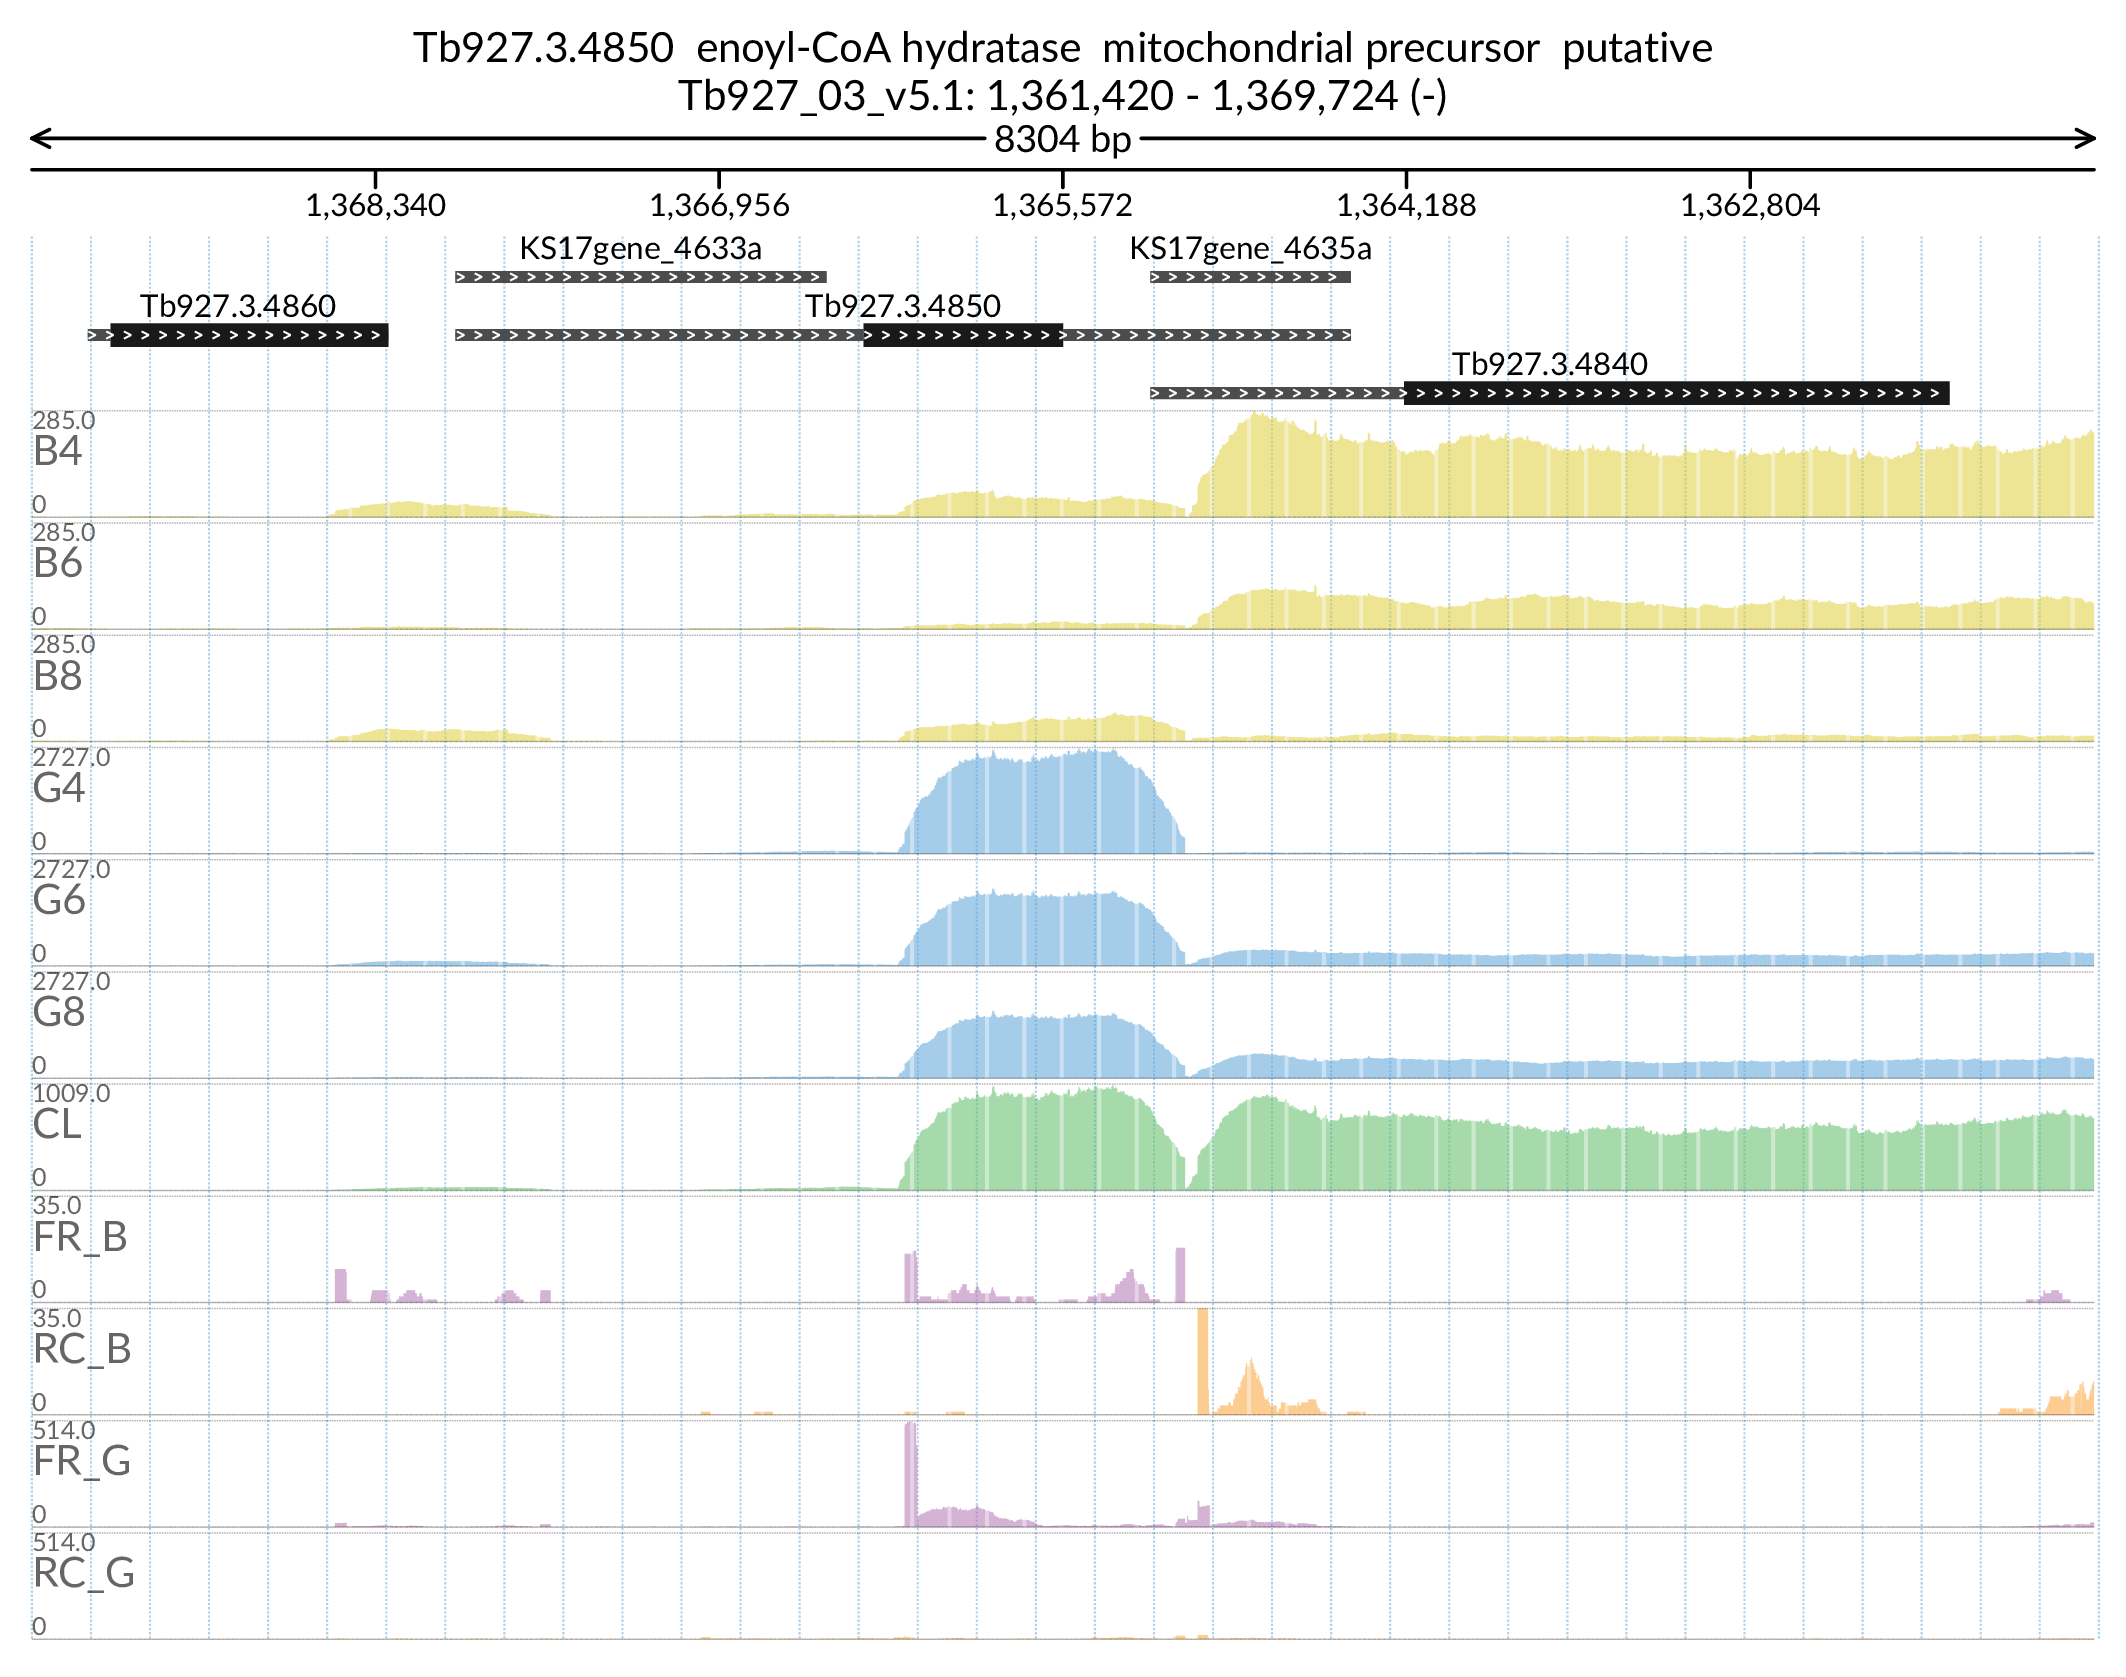 Tb927.3.4850 enoyl-CoA hydratase mitochondrial precursor putative
Tb927_03_v5.1: 1,361,420 - 1,369,724 (-)
8304 bp
1,368,340 1,366,956 1,365,572 1,364,188 1,362,804
KS17gene_4633a KS17gene_4635a
Tb927.3.4860 Tb927.3.4850
Tb927.3.4840
285.0
B4
0
285.0
B6
0
285.0
B8
0
2727.0
G4
0
2727.0
G6
0
2727.0
G8
0
1009.0
CL
0
35.0
FR_B
0
35.0
RC_B
0
514.0
FR_G
0
514.0
RC_G
0